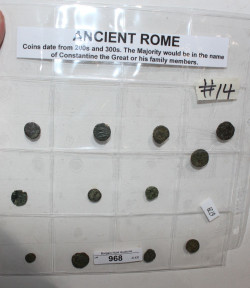 ANCIENT ROME
Coins date from 200s and 300s. The Majority would be in the name
of Constantine the Great or his family members.
#14
968